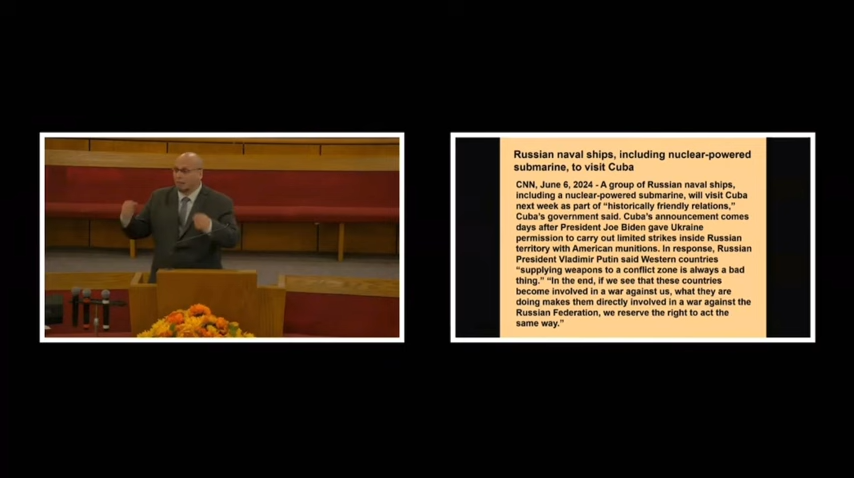 Russian naval ships, including nuclear-powered
submarine, to visit Cuba
CNN, June 6, 2024 - A group of Russian naval ships,
including a nuclear-powered submarine, will visit Cuba
next week as part of “historically friendly relations,”
Cuba’s government said. Cuba’s announcement comes
days after President Joe Biden gave Ukraine
permission to carry out limited strikes inside Russian
territory with American munitions. In response, Russian
President Vladimir Putin said Western countries
“supplying weapons to a conflict zone is always a bad
thing.” “In the end, if we see that these countries
become involved in a war against us, what they are
doing makes them directly involved in a war against the
Russian Federation, we reserve the right to act the
same way.”